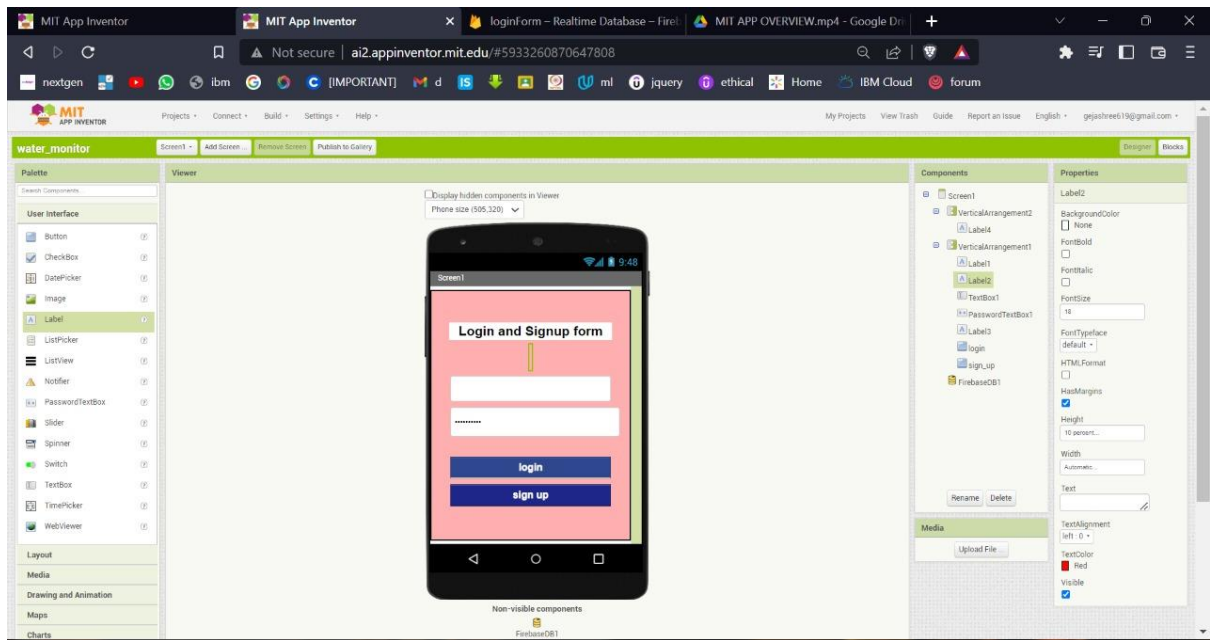 MIT App Inventor
MIT App Inventor
loginForm – Realtime Database – Fireb
MIT APP OVERVIEW.mp4 - Google Dri
Not secure | ai2.appinventor.mit.edu/#5933260870647808
nextgen
ibm
[IMPORTANT]
d
ml
jquery
ethical
Home
IBM Cloud
forum
MIT
APP INVENTOR
Projects
Connect
Build
Settings
Help
My Projects
View Trash
Guide
Report an Issue
English
gejashree619@gmail.com
water_monitor
Screen1
Add Screen ...
Remove Screen
Publish to Gallery
Designer
Blocks
Palette
Search Components...
User Interface
Button
CheckBox
DatePicker
Image
Label
ListPicker
ListView
Notifier
PasswordTextBox
Slider
Spinner
Switch
TextBox
TimePicker
WebViewer
Layout
Media
Drawing and Animation
Maps
Charts
Viewer
Display hidden components in Viewer
Phone size (505,320)
9:48
Screen1
Login and Signup form
login
sign up
Non-visible components
FirebaseDB1
Components
Screen1
VerticalArrangement2
Label4
VerticalArrangement1
Label1
Label2
TextBox1
PasswordTextBox1
Label3
login
sign_up
FirebaseDB1
Rename
Delete
Media
Upload File ...
Properties
Label2
BackgroundColor
None
FontBold
FontItalic
FontSize
18
FontTypeface
default
HTMLFormat
HasMargins
Height
10 percent...
Width
Automatic...
Text
TextAlignment
left : 0
TextColor
Red
Visible